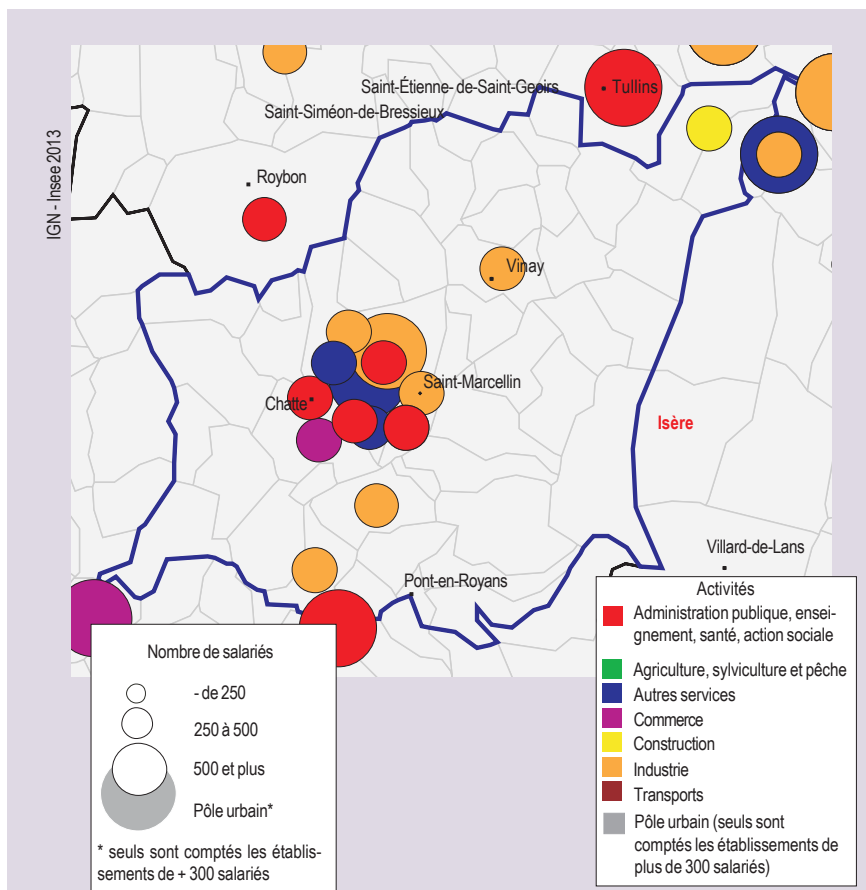 IGN - Insee 2013
Saint-Étienne- de-Saint-Geoirs
Tullins
Saint-Siméon-de-Bressieux
Roybon
Vinay
Saint-Marcellin
Chatte
Isère
Villard-de-Lans
Pont-en-Royans
Nombre de salariés
- de 250
250 à 500
500 et plus
Pôle urbain*
* seuls sont comptés les établis-
sements de + 300 salariés
Activités
Administration publique, ensei-
gnement, santé, action sociale
Agriculture, sylviculture et pêche
Autres services
Commerce
Construction
Industrie
Transports
Pôle urbain (seuls sont
comptés les établissements de
plus de 300 salariés)